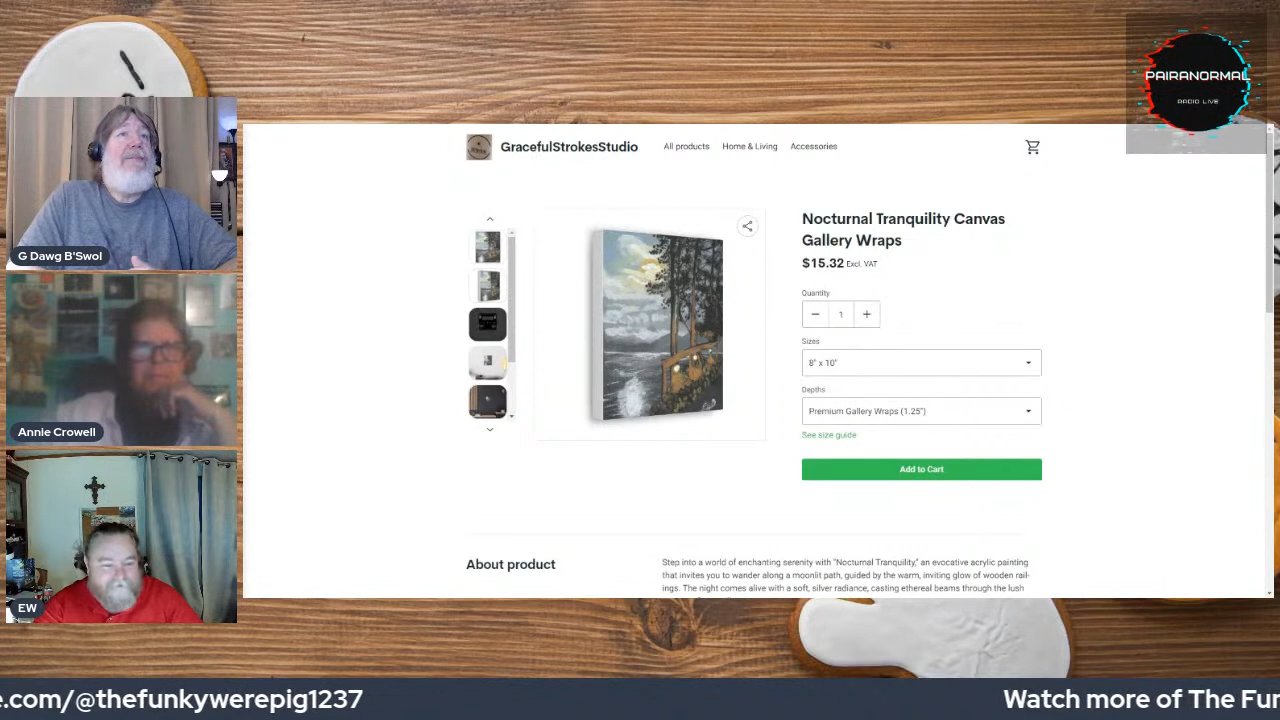 PAIRANORMAL
RADIO LIVE
G Dawg B'Swol
Annie Crowell
EW
GracefulStrokesStudio
All products
Home & Living
Accessories
Nocturnal Tranquility Canvas
Gallery Wraps
$15.32 Excl. VAT
Quantity
1
Sizes
8" x 10"
Depths
Premium Gallery Wraps (1.25")
See size guide
Add to Cart
About product
Step into a world of enchanting serenity with "Nocturnal Tranquility," an evocative acrylic painting
that invites you to wander along a moonlit path, guided by the warm, inviting glow of wooden rail-
ings. The night comes alive with a soft, silver radiance, casting ethereal beams through the lush
e.com/@thefunkywerepig1237
Watch more of The Fun